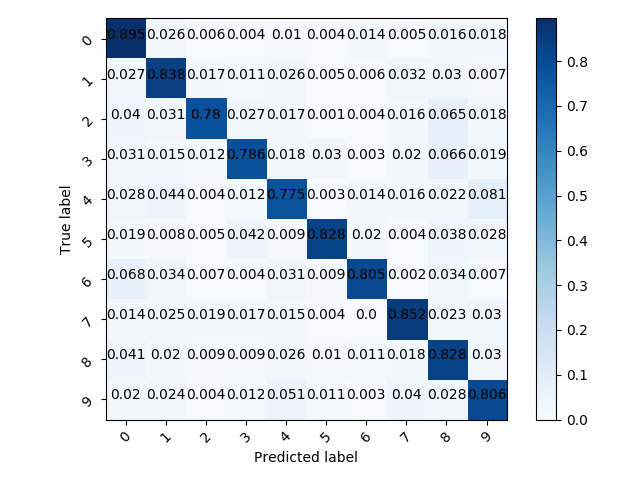 0 0.895 0.026 0.006 0.004 0.01 0.004 0.014 0.005 0.016 0.018
1 0.027 0.838 0.017 0.011 0.026 0.005 0.006 0.032 0.03 0.007
2 0.04 0.031 0.78 0.027 0.017 0.001 0.004 0.016 0.065 0.018
3 0.031 0.015 0.012 0.786 0.018 0.03 0.003 0.02 0.066 0.019
4 0.028 0.044 0.004 0.012 0.775 0.003 0.014 0.016 0.022 0.081
5 0.019 0.008 0.005 0.042 0.009 0.828 0.02 0.004 0.038 0.028
6 0.068 0.034 0.007 0.004 0.031 0.009 0.805 0.002 0.034 0.007
7 0.014 0.025 0.019 0.017 0.015 0.004 0.0 0.852 0.023 0.03
8 0.041 0.02 0.009 0.009 0.026 0.01 0.011 0.018 0.828 0.03
9 0.02 0.024 0.004 0.012 0.051 0.011 0.003 0.04 0.028 0.806
0 1 2 3 4 5 6 7 8 9
Predicted label
True label
0.8
0.7
0.6
0.5
0.4
0.3
0.2
0.1
0.0